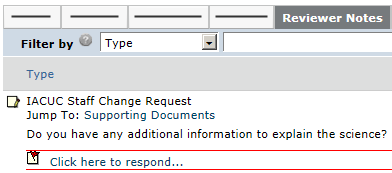 Reviewer Notes
Filter by Type
Type
IACUC Staff Change Request
Jump To: Supporting Documents
Do you have any additional information to explain the science?
Click here to respond...